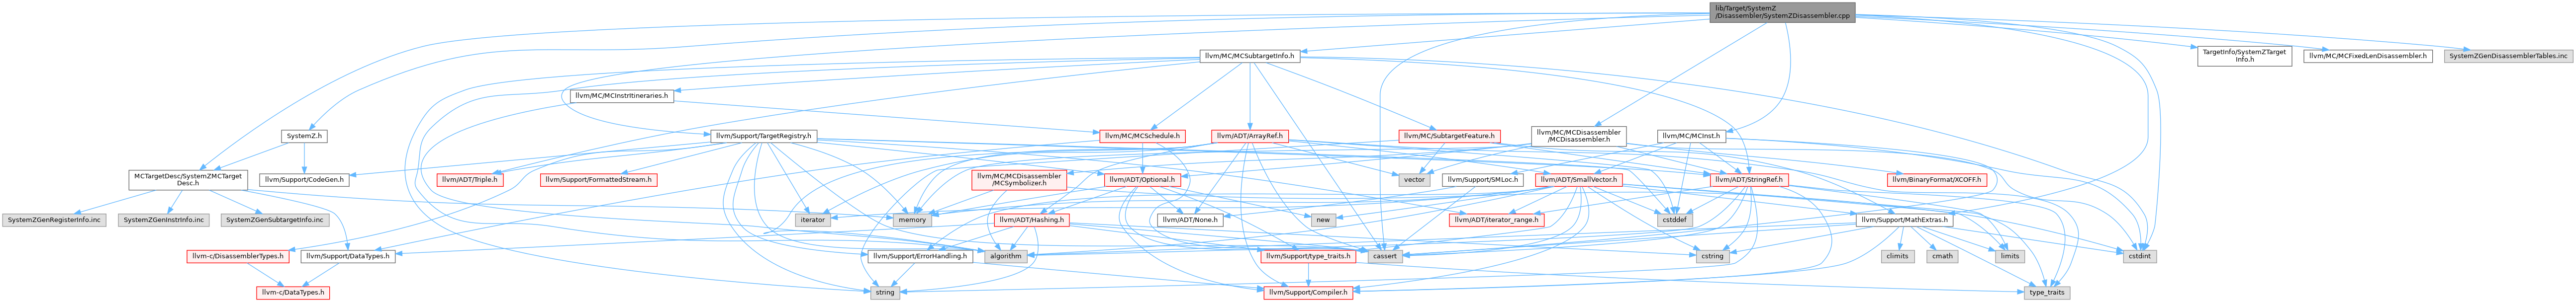 lib/Target/SystemZ
/Disassembler/SystemZDisassembler.cpp
llvm/MC/MCSubtargetInfo.h
TargetInfo/SystemZTarget
Info.h
llvm/MC/MCFixedLenDisassembler.h
SystemZGenDisassemblerTables.inc
llvm/MC/MCInstrItineraries.h
SystemZ.h
llvm/Support/TargetRegistry.h
llvm/MC/MCSchedule.h
llvm/ADT/ArrayRef.h
llvm/MC/SubtargetFeature.h
llvm/MC/MCDisassembler
/MCDisassembler.h
llvm/MC/MCInst.h
MCTargetDesc/SystemZMCTarget
Desc.h
llvm/Support/CodeGen.h
llvm/ADT/Triple.h
llvm/Support/FormattedStream.h
llvm/MC/MCDisassembler
/MCSymbolizer.h
llvm/ADT/Optional.h
vector
llvm/Support/SMLoc.h
llvm/ADT/SmallVector.h
llvm/ADT/StringRef.h
llvm/BinaryFormat/XCOFF.h
SystemZGenRegisterInfo.inc
SystemZGenInstrInfo.inc
SystemZGenSubtargetInfo.inc
iterator
memory
llvm/ADT/Hashing.h
llvm/ADT/None.h
new
llvm/ADT/iterator_range.h
cstddef
llvm/Support/MathExtras.h
llvm-c/DisassemblerTypes.h
llvm/Support/DataTypes.h
llvm/Support/ErrorHandling.h
algorithm
llvm/Support/type_traits.h
cassert
cstring
climits
cmath
limits
cstdint
llvm-c/DataTypes.h
string
llvm/Support/Compiler.h
type_traits